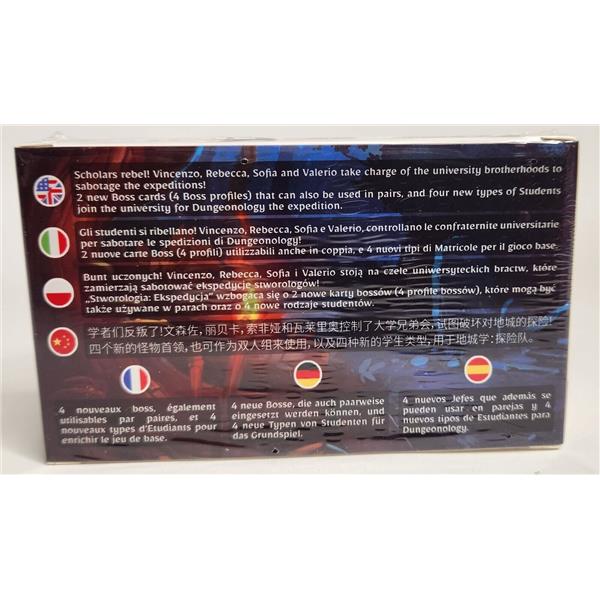 Scholars rebel! Vincenzo, Rebecca, Sofia and Valerio take charge of the university brotherhoods to
sabotage the expeditions!
2 new Boss cards (4 Boss profiles) that can also be used in pairs, and four new types of Students
join the university for Dungeonology the expedition.
Gli studenti si ribellano! Vincenzo, Rebecca, Sofia e Valerio, controllano le confraternite universitarie
per sabotare le spedizioni di Dungeonology!
2 nuove carte Boss (4 profili) utilizzabili anche in coppia, e 4 nuovi tipi di Matricole per il gioco base.
Bunt uczonych! Vincenzo, Rebecca, Sofia i Valerio stoją na czele uniwersyteckich bractw, które
zamierzają sabotować ekspedycje stworologów!
„Stworologia: Ekspedycja” wzbogaca się o 2 nowe karty bossów (4 profile bossów), które mogą być
także używane w parach oraz o 4 nowe rodzaje studentów.
学者们反叛了!文森佐, 丽贝卡, 索非娅和瓦莱里奥控制了大学兄弟会, 试图破坏对地城的探险!
四个新的怪物首领, 也可作为双人组来使用, 以及四种新的学生类型, 用于地城学: 探险队。
4 nouveaux boss, également
utilisables par paires, et 4
nouveaux types d'Etudiants pour
enrichir le jeu de base.
4 neue Bosse, die auch paarweise
eingesetzt werden können, und
4 neue Typen von Studenten für
das Grundspiel.
4 nuevos Jefes que además se
pueden usar en parejas y 4
nuevos tipos de Estudiantes para
Dungeonology.